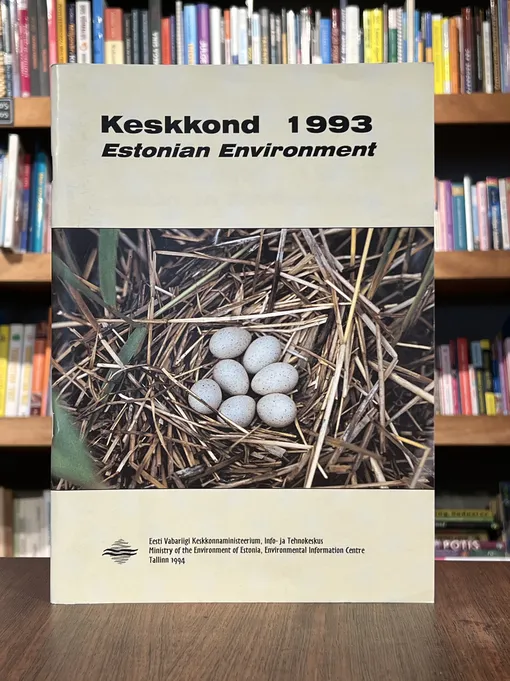 Keskkond 1993
Estonian Environment
Eesti Vabariigi Keskkonnaministeerium, Info- ja Tehnokeskus
Ministry of the Environment of Estonia, Environmental Information Centre
Tallinn 1994
POTIS